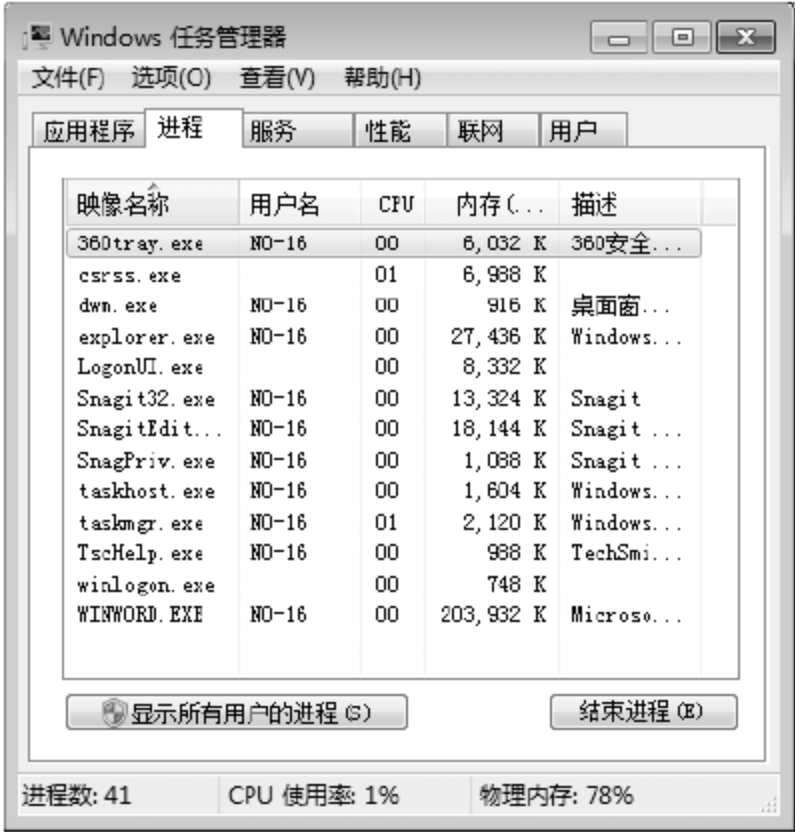 Windows 任务管理器
文件(F) 选项(O) 查看(V) 帮助(H)
应用程序 进程 服务 性能 联网 用户
映像名称 用户名 CPU 内存(... 描述
360tray.exe NO-16 00 6,032 K 360安全...
csrss.exe 01 6,988 K
dwm.exe NO-16 00 916 K 桌面窗...
explorer.exe NO-16 00 27,436 K Windows...
LogonUI.exe 00 8,332 K
Snagit32.exe NO-16 00 13,324 K Snagit
SnagitEdit... NO-16 00 18,144 K Snagit ...
SnagPriv.exe NO-16 00 1,088 K Snagit ...
taskhost.exe NO-16 00 1,604 K Windows...
taskmgr.exe NO-16 01 2,120 K Windows...
TscHelp.exe NO-16 00 988 K TechSmi...
winlogon.exe 00 748 K
WINWORD.EXE NO-16 00 203,932 K Microso...
显示所有用户的进程(S) 结束进程(E)
进程数: 41 CPU 使用率: 1% 物理内存: 78%